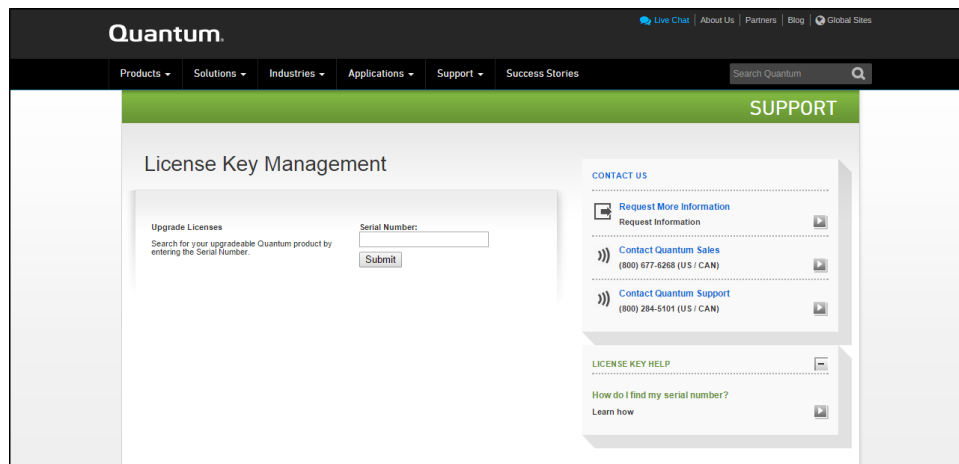 Live Chat About Us Partners Blog Global Sites
Quantum.
Products Solutions Industries Applications Support Success Stories Search Quantum
SUPPORT
License Key Management
Upgrade Licenses
Search for your upgradeable Quantum product by
entering the Serial Number.
Serial Number:
Submit
CONTACT US
Request More Information
Request Information
Contact Quantum Sales
(800) 677-6268 (US / CAN)
Contact Quantum Support
(800) 284-5101 (US / CAN)
LICENSE KEY HELP
How do I find my serial number?
Learn how